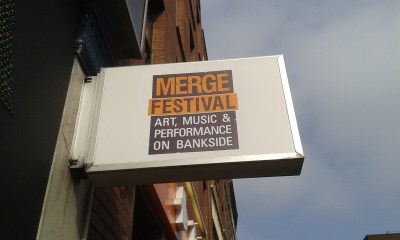 MERGE
FESTIVAL
ART, MUSIC &
PERFORMANCE
ON BANKSIDE